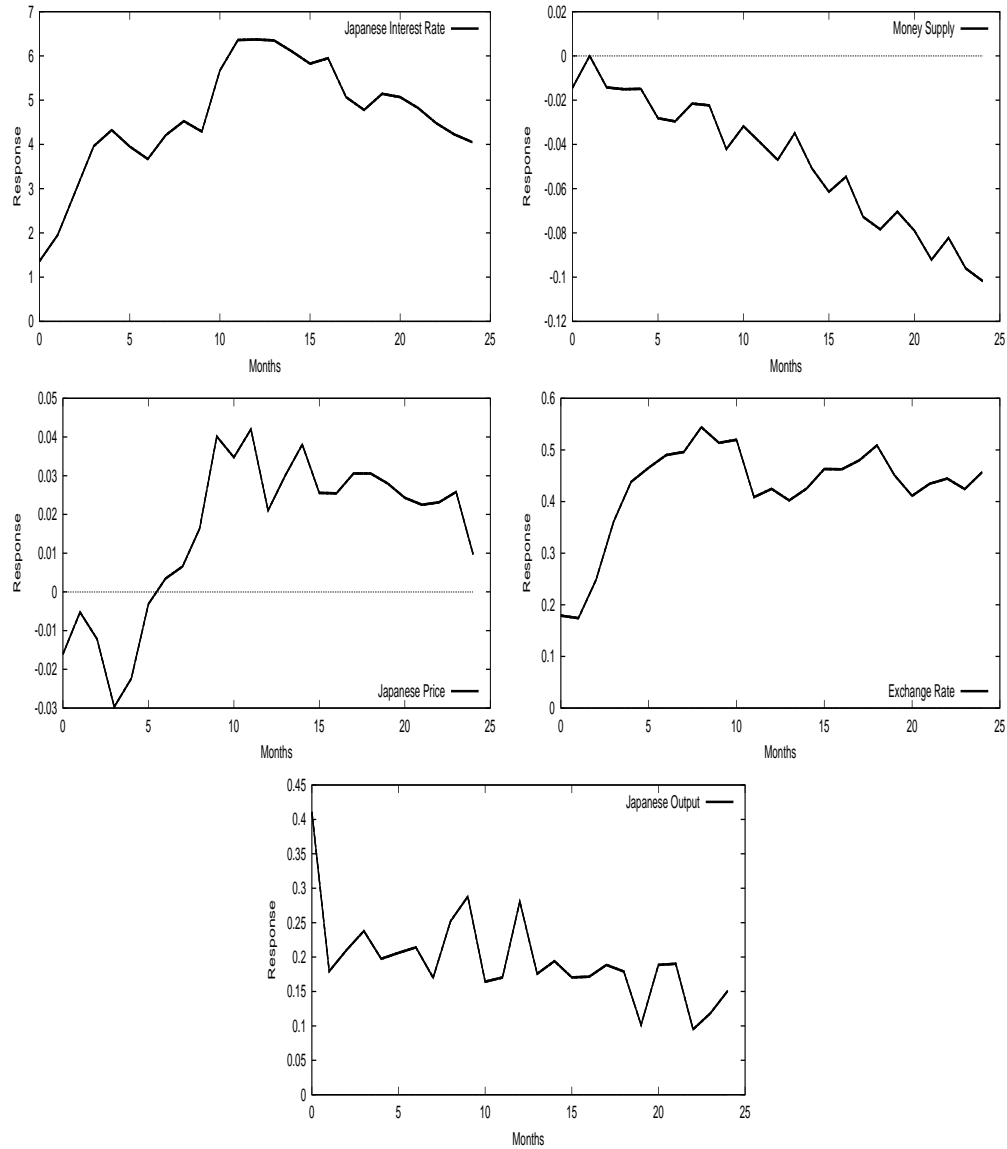 Japanese Interest Rate
Response
7
6
5
4
3
2
1
0
0 5 10 15 20 25
Months
Money Supply
Response
0.02
0
-0.02
-0.04
-0.06
-0.08
-0.1
-0.12
0 5 10 15 20 25
Months
Japanese Price
Response
0.05
0.04
0.03
0.02
0.01
0
-0.01
-0.02
-0.03
0 5 10 15 20 25
Months
Exchange Rate
Response
0.6
0.5
0.4
0.3
0.2
0.1
0
0 5 10 15 20 25
Months
Japanese Output
Response
0.45
0.4
0.35
0.3
0.25
0.2
0.15
0.1
0.05
0
0 5 10 15 20 25
Months